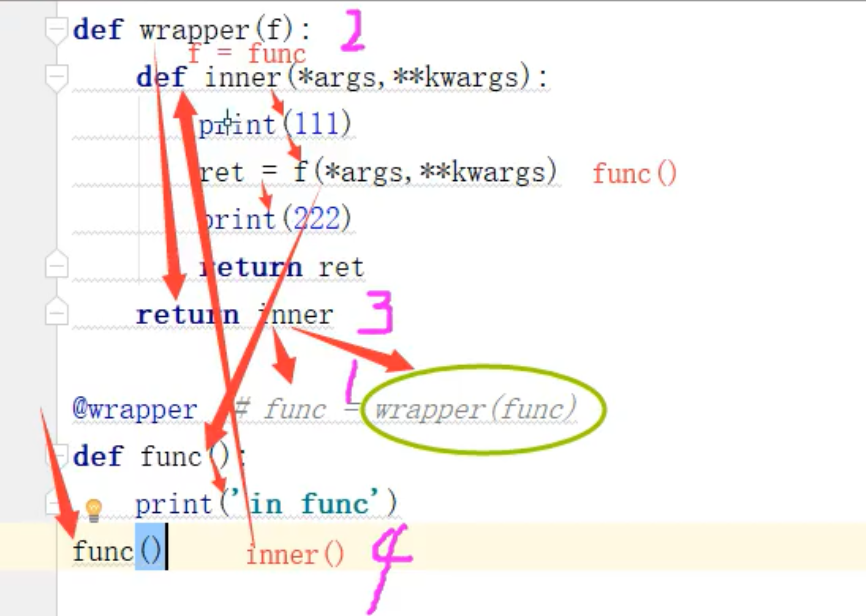 def wrapper(f): 2
f = func
def inner(*args,**kwargs):
print(111)
ret = f(*args,**kwargs) func()
print(222)
return ret
return inner 3
1
@wrapper # func = wrapper(func)
def func():
print('in func')
func() inner() 4